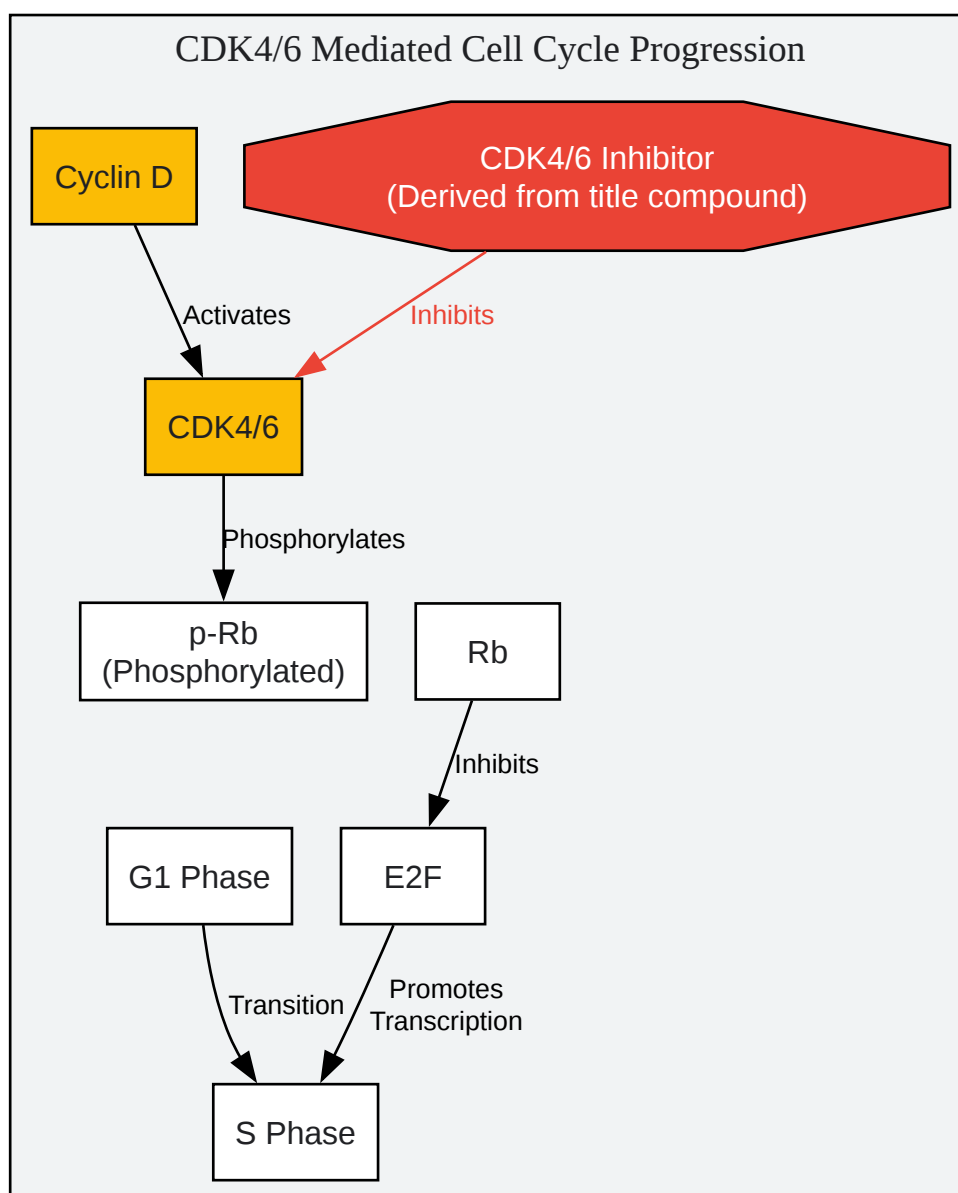 CDK4/6 Mediated Cell Cycle Progression
Cyclin D
CDK4/6 Inhibitor
(Derived from title compound)
Activates
Inhibits
CDK4/6
Phosphorylates
p-Rb
(Phosphorylated)
Rb
Inhibits
G1 Phase
E2F
Transition
Promotes
Transcription
S Phase